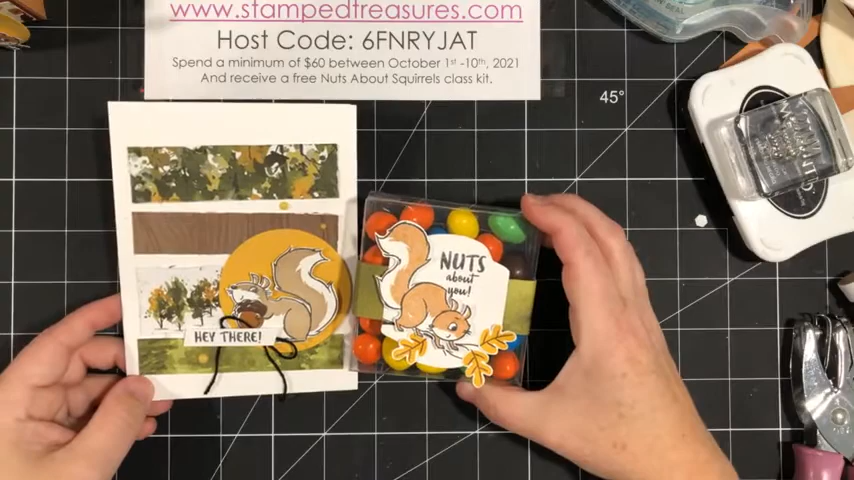 www.stampedtreasures.com
Host Code: 6FNRYJAT
Spend a minimum of $60 between October 1st -10th, 2021
And receive a free Nuts About Squirrels class kit.
45°
NUTS
about
you!
HEY THERE!